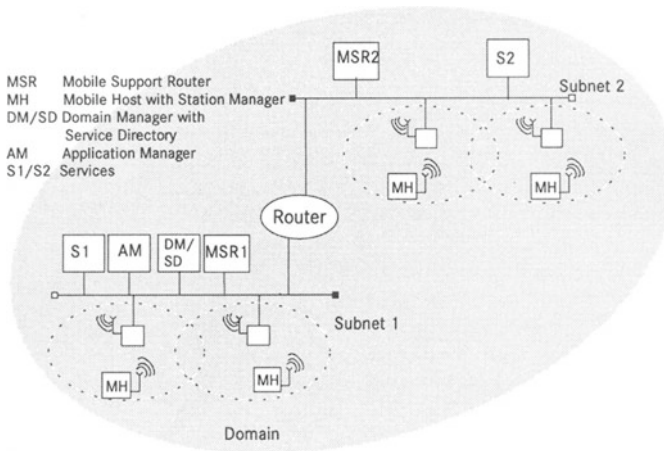 MSR2
S2
MSR Mobile Support Router
MH Mobile Host with Station Manager
Subnet 2
DM/SD Domain Manager with
Service Directory
AM Application Manager
S1/S2 Services
MH
MH
Router
S1
AM
DM/
SD
MSR1
Subnet 1
MH
MH
Domain